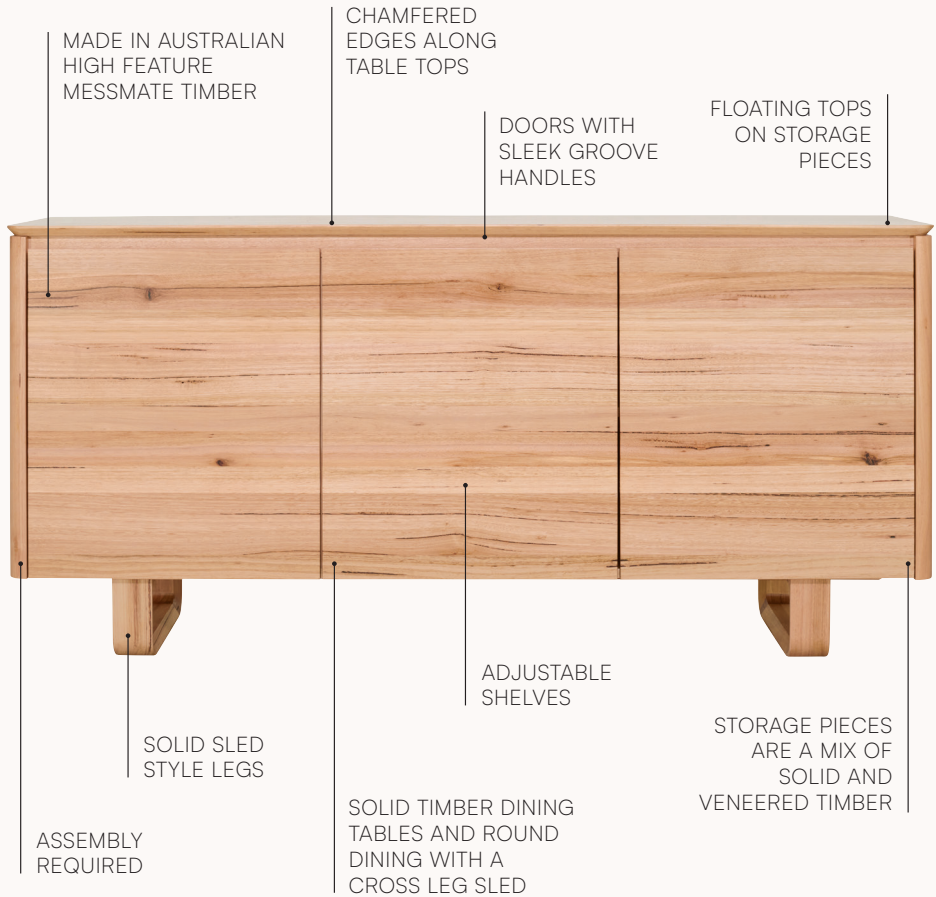 MADE IN AUSTRALIAN
HIGH FEATURE
MESSMATE TIMBER
CHAMFERED
EDGES ALONG
TABLE TOPS
DOORS WITH
SLEEK GROOVE
HANDLES
FLOATING TOPS
ON STORAGE
PIECES
ADJUSTABLE
SHELVES
SOLID SLED
STYLE LEGS
STORAGE PIECES
ARE A MIX OF
SOLID AND
VENEERED TIMBER
ASSEMBLY
REQUIRED
SOLID TIMBER DINING
TABLES AND ROUND
DINING WITH A
CROSS LEG SLED